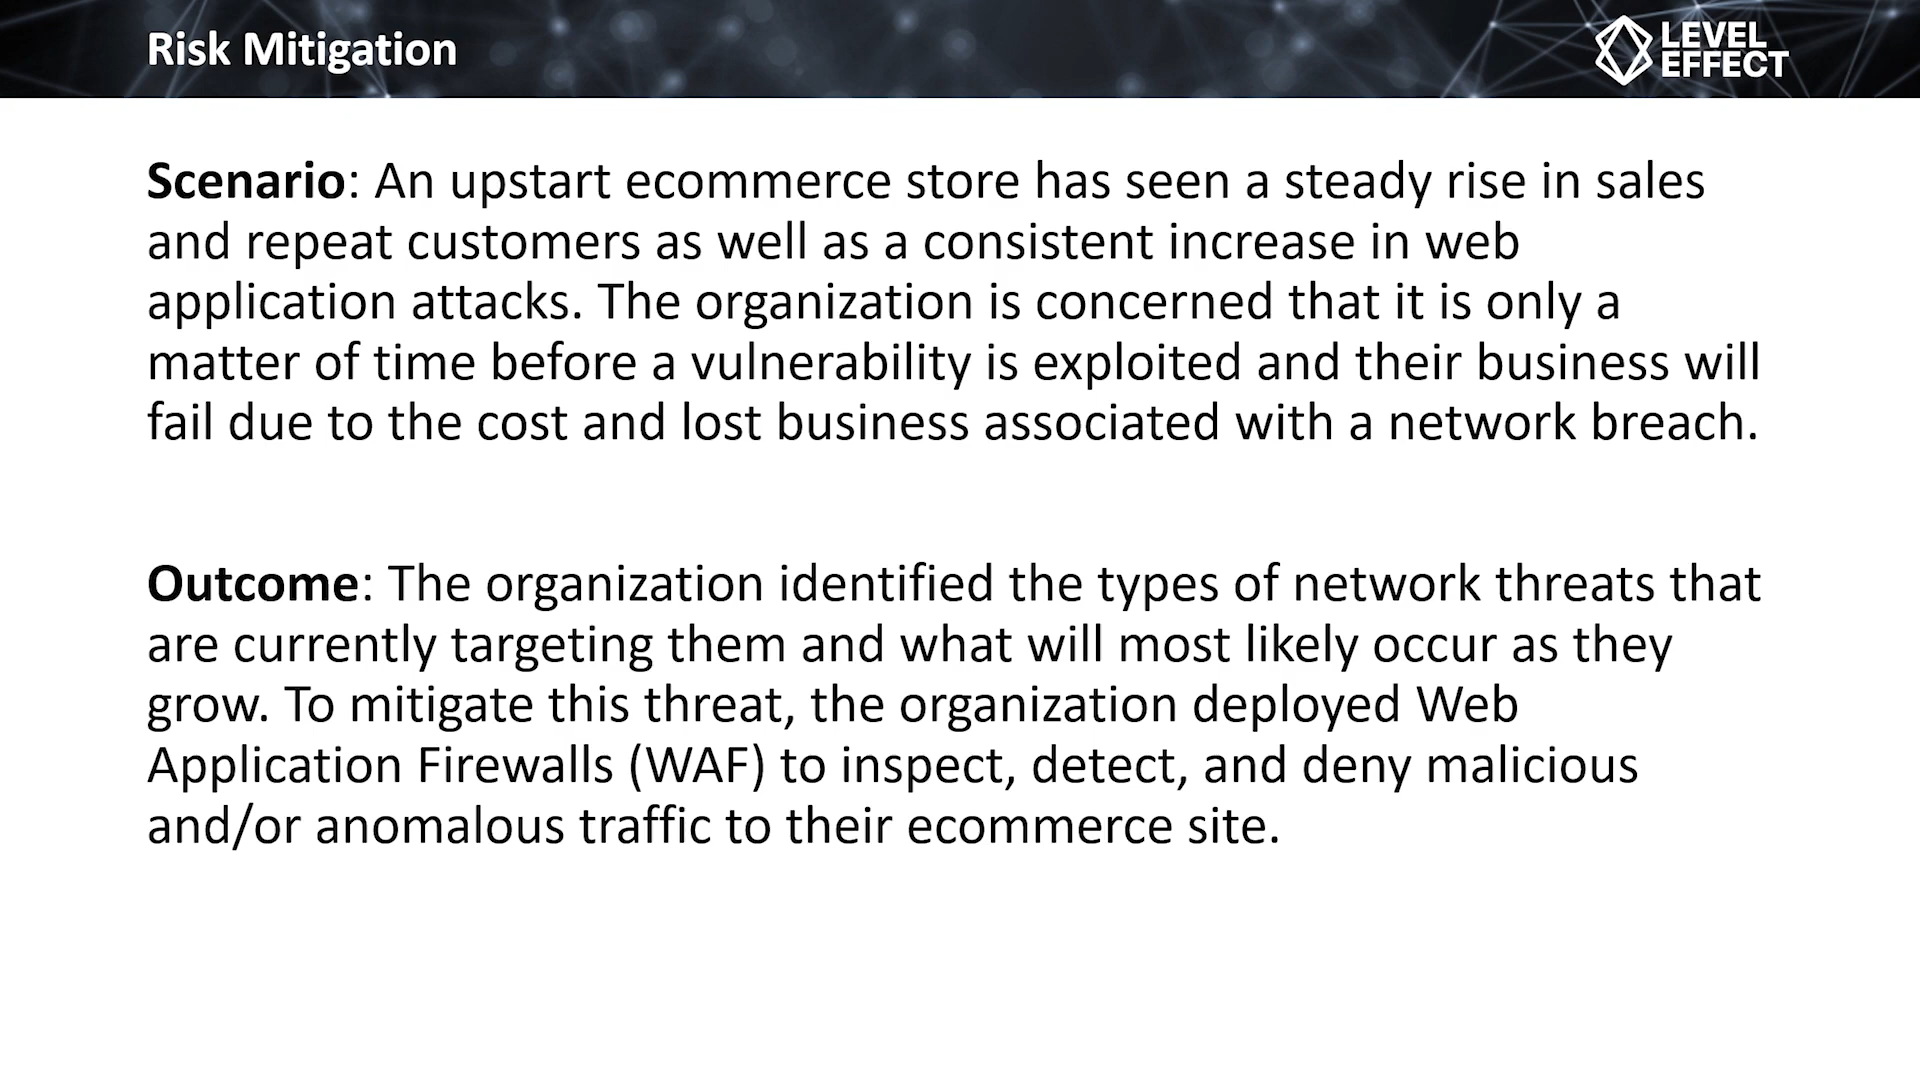 Risk Mitigation
LEVEL
EFFECT
Scenario: An upstart ecommerce store has seen a steady rise in sales
and repeat customers as well as a consistent increase in web
application attacks. The organization is concerned that it is only a
matter of time before a vulnerability is exploited and their business will
fail due to the cost and lost business associated with a network breach.
Outcome: The organization identified the types of network threats that
are currently targeting them and what will most likely occur as they
grow. To mitigate this threat, the organization deployed Web
Application Firewalls (WAF) to inspect, detect, and deny malicious
and/or anomalous traffic to their ecommerce site.